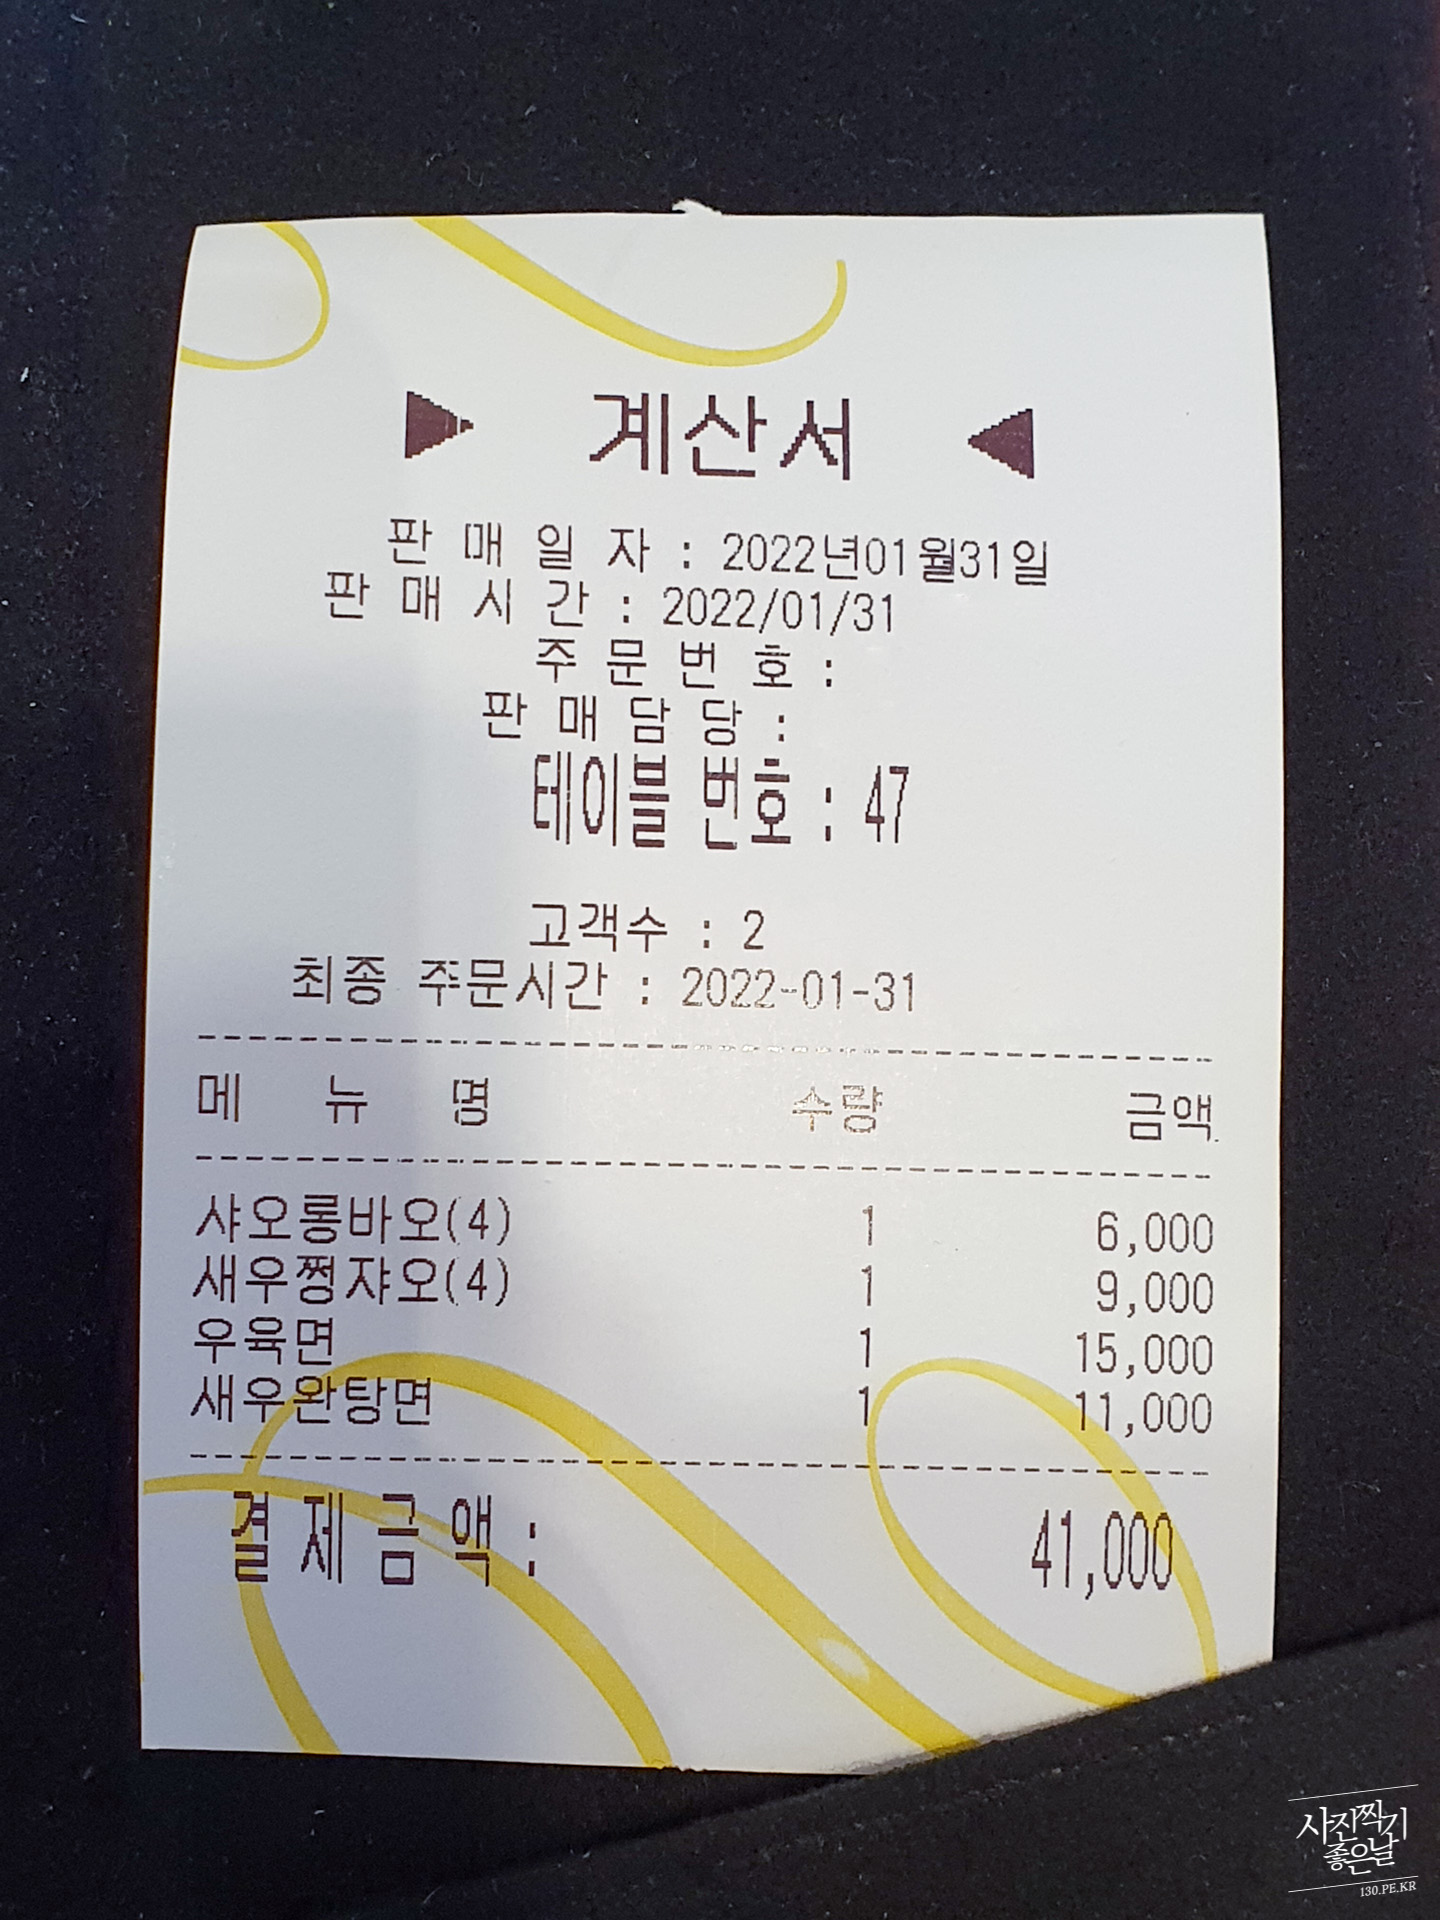 ▶ 계산서 ◀
판 매 일 자 : 2022년01월31일
판 매 시 간 : 2022/01/31
주 문 번 호 :
판 매 담 당 :
테이블 번호 : 47
고객수 : 2
최종 주문시간 : 2022-01-31
메 뉴 명 수량 금액
샤오롱바오(4) 1 6,000
새우쩡쟈오(4) 1 9,000
우육면 1 15,000
새우완탕면 1 11,000
결 제 금 액 : 41,000
사진찍기
좋은날
130.PE.KR